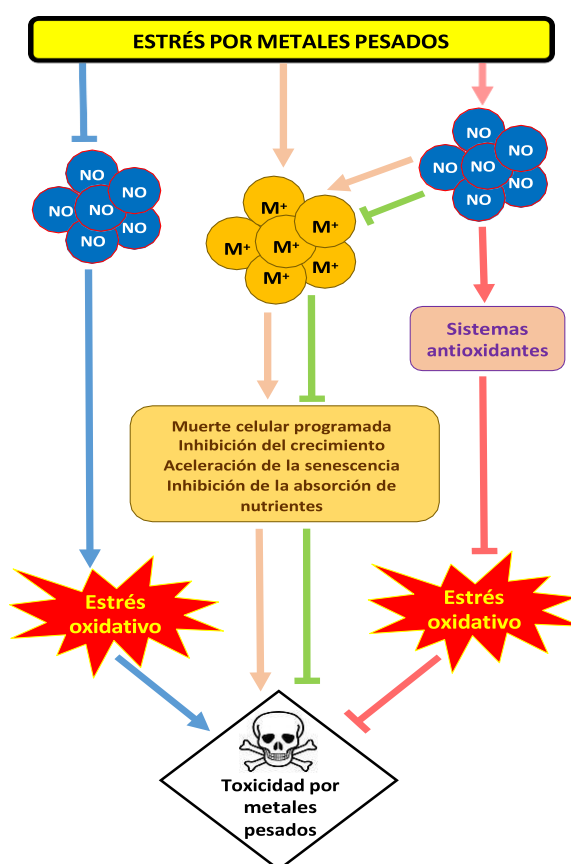 ESTRÉS POR METALES PESADOS
NO
NO
NO
NO
NO
NO
NO
NO
NO
NO
NO
NO
M+
M+
M+
M+
M+
M+
Sistemas
antioxidantes
Muerte celular programada
Inhibición del crecimiento
Aceleración de la senescencia
Inhibición de la absorción de
nutrientes
Estrés
oxidativo
Estrés
oxidativo
Toxicidad por
metales
pesados